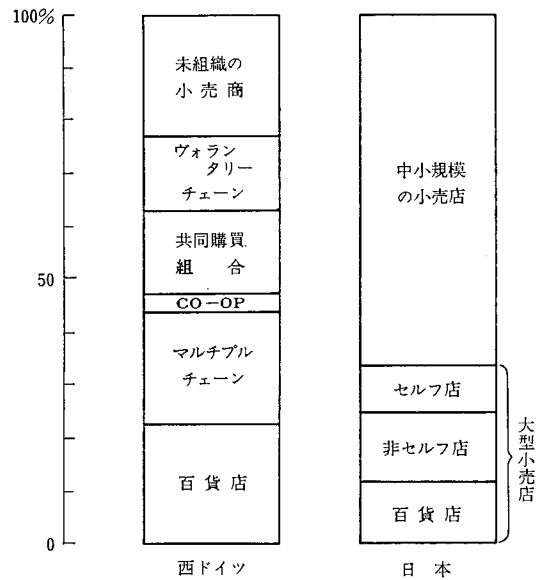 100%
50
0
未組織の
小売商
ヴォラン
タリー
チェーン
共同購買
組合
CO-OP
マルチプル
チェーン
百貨店
西ドイツ
中小規模
の小売店
セルフ店
非セルフ店
百貨店
大型小売店
日本